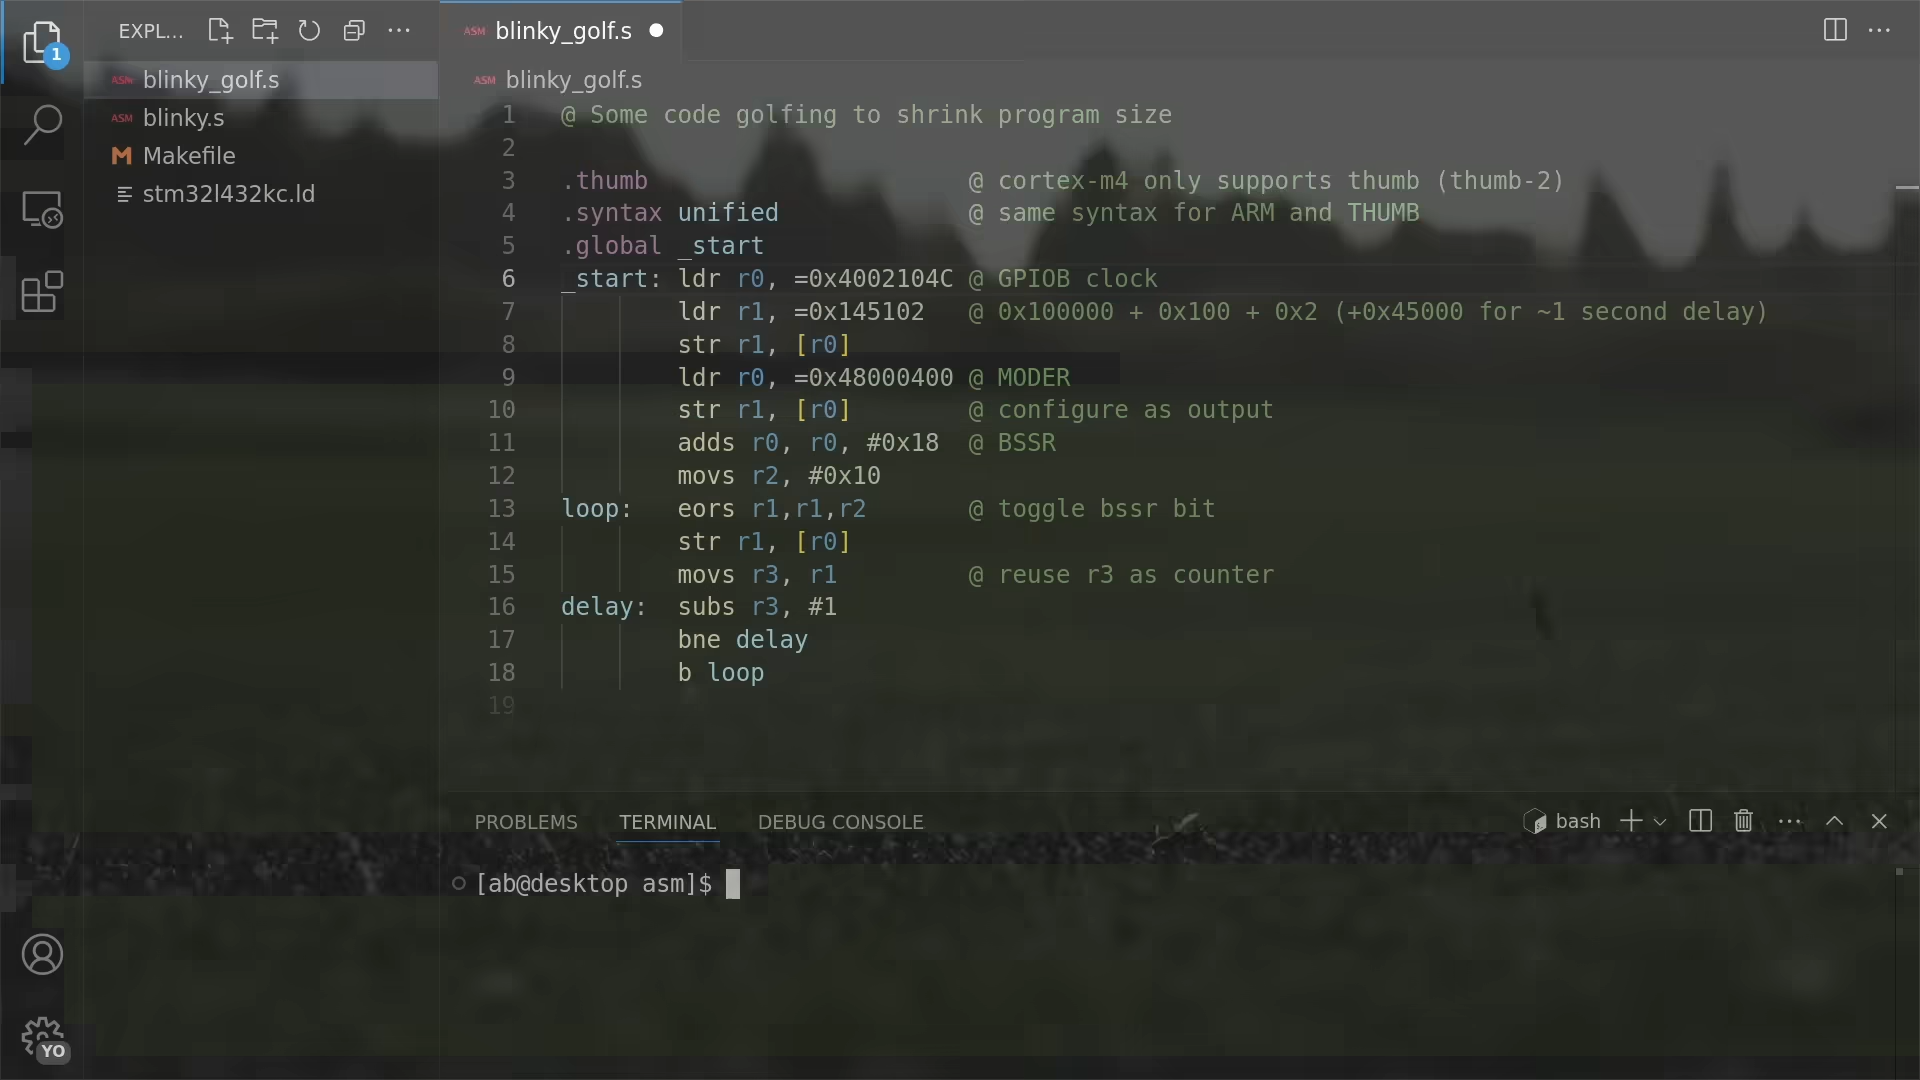 EXPL...
1
ASM blinky_golf.s
ASM blinky.s
M Makefile
stm32l432kc.ld
YO
ASM blinky_golf.s
ASM blinky_golf.s
1 @ Some code golfing to shrink program size
2
3 .thumb @ cortex-m4 only supports thumb (thumb-2)
4 .syntax unified @ same syntax for ARM and THUMB
5 .global _start
6 _start: ldr r0, =0x4002104C @ GPIOB clock
7 ldr r1, =0x145102 @ 0x100000 + 0x100 + 0x2 (+0x45000 for ~1 second delay)
8 str r1, [r0]
9 ldr r0, =0x48000400 @ MODER
10 str r1, [r0] @ configure as output
11 adds r0, r0, #0x18 @ BSSR
12 movs r2, #0x10
13 loop: eors r1,r1,r2 @ toggle bssr bit
14 str r1, [r0]
15 movs r3, r1 @ reuse r3 as counter
16 delay: subs r3, #1
17 bne delay
18 b loop
19
PROBLEMS TERMINAL DEBUG CONSOLE bash
[ab@desktop asm]$